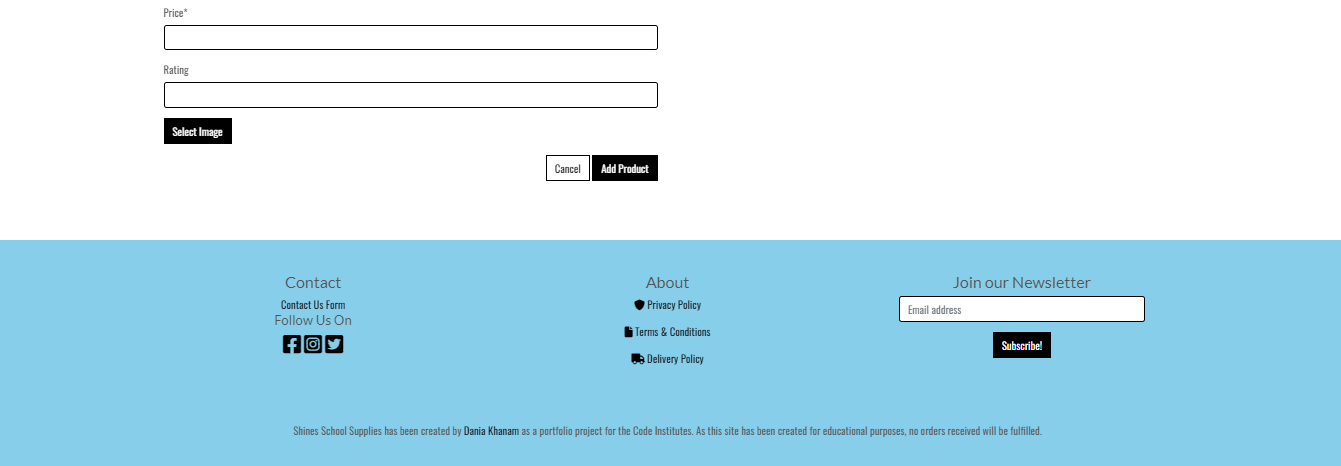 Price*
Rating
Select Image
Cancel
Add Product
Contact
Contact Us Form
Follow Us On
About
Privacy Policy
Terms & Conditions
Delivery Policy
Join our Newsletter
Email address
Subscribe!
Shines School Supplies has been created by Dania Khanam as a portfolio project for the Code Institutes. As this site has been created for educational purposes, no orders received will be fulfilled.